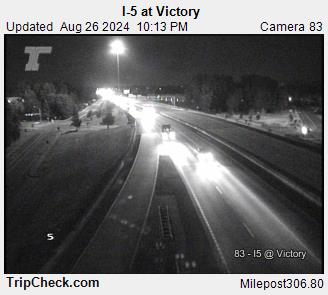 I-5 at Victory
Updated  Aug 26 2024  10:13 PM
Camera 83
T
S
83 - I5 @ Victory
TripCheck.com
Milepost306.80